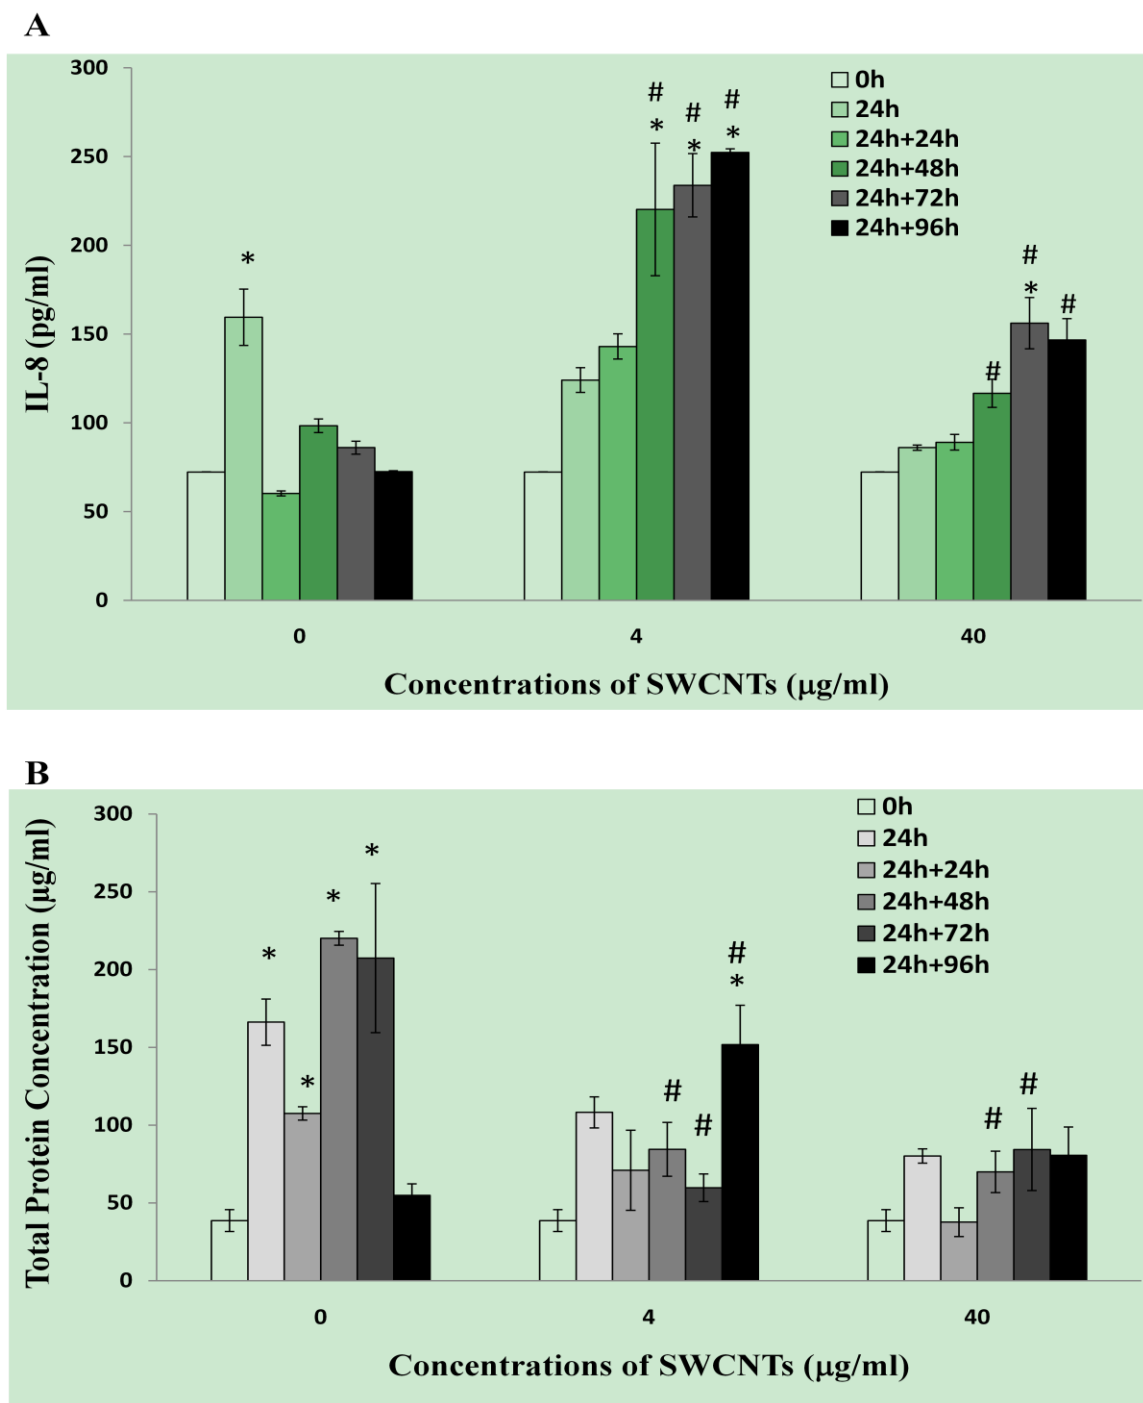 A
300
250
200
150
100
50
0
IL-8 (pg/ml)
0h
24h
24h+24h
24h+48h
24h+72h
24h+96h
*
# * # * # *
# # * #
0 4 40
Concentrations of SWCNTs (µg/ml)
B
300
250
200
150
100
50
0
Total Protein Concentration (µg/ml)
0h
24h
24h+24h
24h+48h
24h+72h
24h+96h
* * * *
# # # *
# #
0 4 40
Concentrations of SWCNTs (µg/ml)